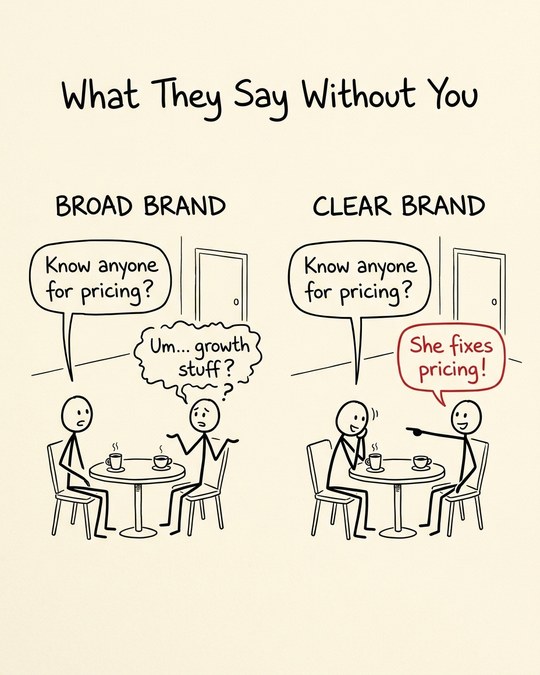 What They Say Without You
BROAD BRAND
Know anyone
for pricing?
Um... growth
stuff?
?
CLEAR BRAND
Know anyone
for pricing?
She fixes
pricing!